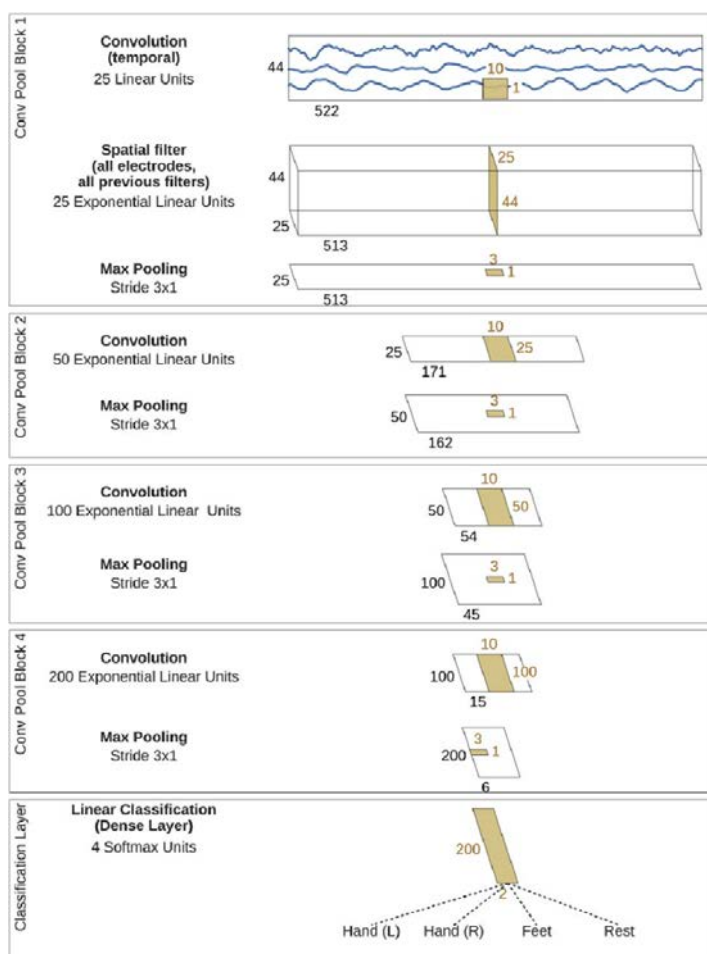 Conv Pool Block 1
Convolution
(temporal)
25 Linear Units
44
10
1
522
Spatial filter
(all electrodes,
all previous filters)
25 Exponential Linear Units
44
25
25
44
513
Max Pooling
Stride 3x1
25
3
1
513
Conv Pool Block 2
Convolution
50 Exponential Linear Units
25
10
25
171
Max Pooling
Stride 3x1
50
3
1
162
Conv Pool Block 3
Convolution
100 Exponential Linear Units
50
10
50
54
Max Pooling
Stride 3x1
100
3
1
45
Conv Pool Block 4
Convolution
200 Exponential Linear Units
100
10
100
15
Max Pooling
Stride 3x1
200
3
1
6
Classification Layer
Linear Classification
(Dense Layer)
4 Softmax Units
200
2
Hand (L) Hand (R) Feet Rest